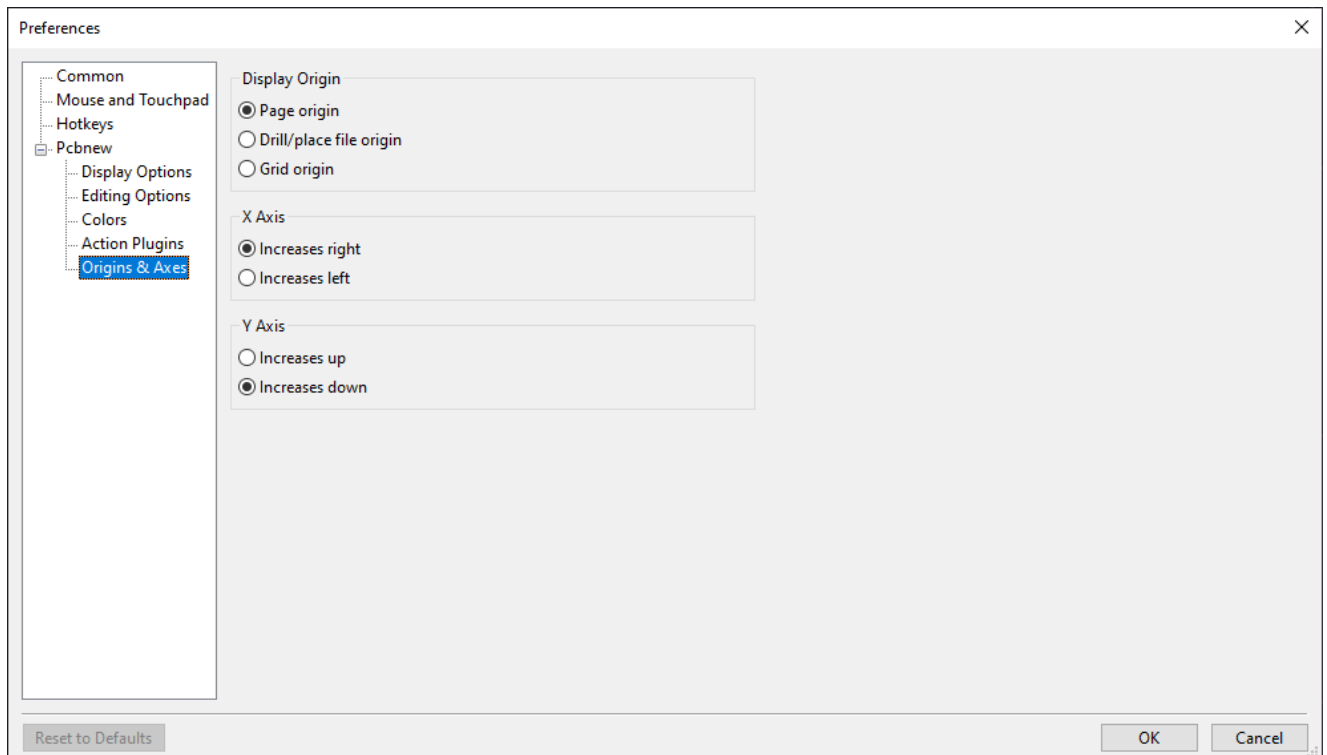 Preferences
Common
Mouse and Touchpad
Hotkeys
Pcbnew
Display Options
Editing Options
Colors
Action Plugins
Origins & Axes
Display Origin
Page origin
Drill/place file origin
Grid origin
X Axis
Increases right
Increases left
Y Axis
Increases up
Increases down
Reset to Defaults
OK
Cancel